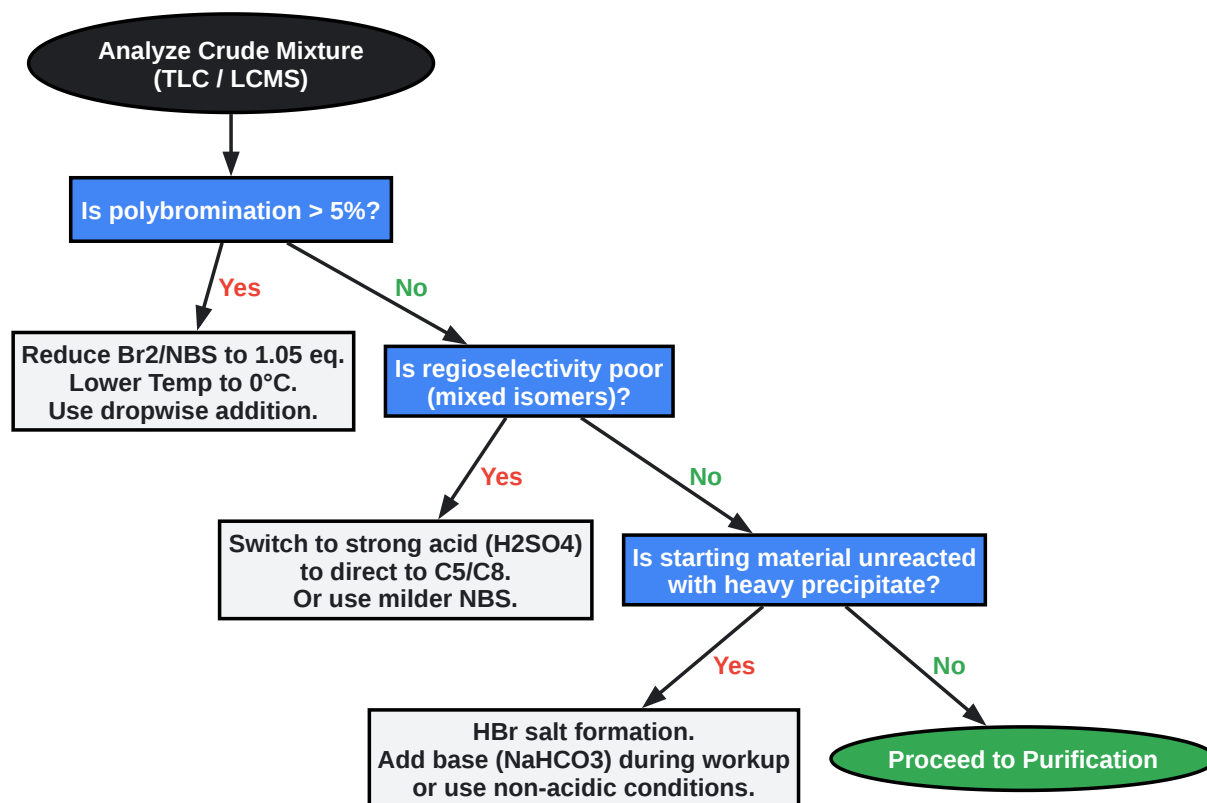 Analyze Crude Mixture
(TLC / LCMS)
Is polybromination > 5%?
Yes
No
Reduce Br2/NBS to 1.05 eq.
Lower Temp to 0°C.
Use dropwise addition.
Is regioselectivity poor
(mixed isomers)?
Yes
No
Switch to strong acid (H2SO4)
to direct to C5/C8.
Or use milder NBS.
Is starting material unreacted
with heavy precipitate?
Yes
No
HBr salt formation.
Add base (NaHCO3) during workup
or use non-acidic conditions.
Proceed to Purification